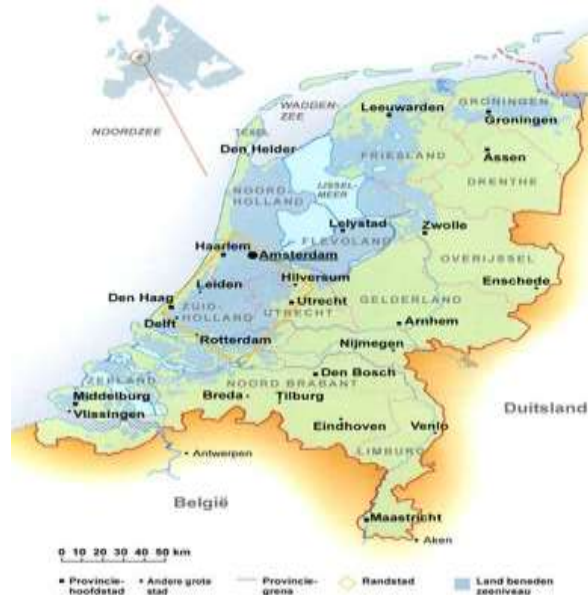 WADDEN-
ZEE
GRONINGEN
Leeuwarden
Groningen
NOORDZEE
TEXEL
Den Helder
FRIESLAND
Assen
DRENTHE
NOORD-
HOLLAND
IJSSEL-
MEER
Lelystad
Zwolle
FLEVOLAND
Haarlem
Amsterdam
OVERIJSSEL
Leiden
Hilversum
Enschede
Den Haag
ZUID-
HOLLAND
Utrecht
UTRECHT
GELDERLAND
Delft
Arnhem
Rotterdam
Nijmegen
ZEELAND
Den Bosch
NOORD BRABANT
Middelburg
Breda
Tilburg
Vlissingen
Duitsland
Eindhoven
Venlo
Antwerpen
LIMBURG
België
Maastricht
Aken
0 10 20 30 40 50 km
Provincie-
hoofdstad
Andere grote
stad
Provincie-
grens
Randstad
Land beneden
zeeniveau